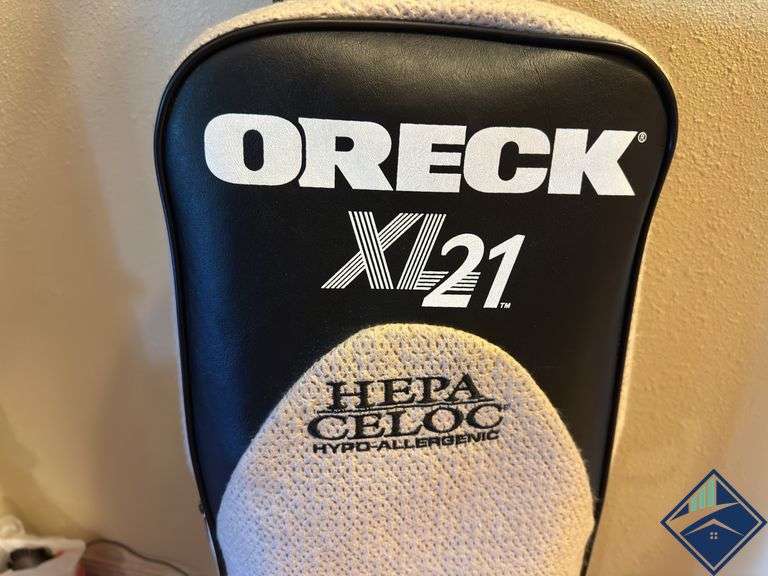 ORECK®
XL21™
HEPA
CELOC
HYPO-ALLERGENIC